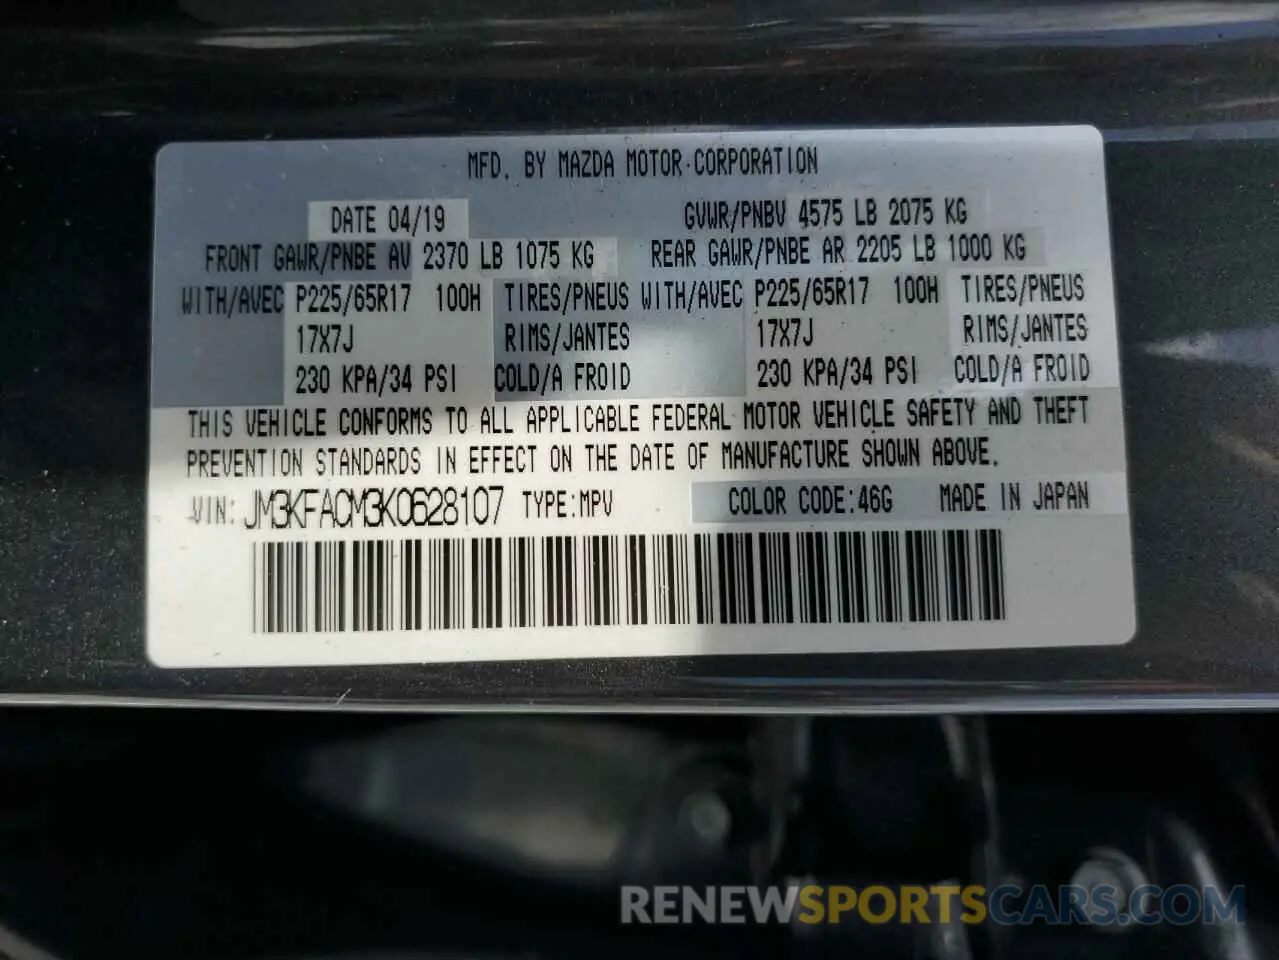 MFD. BY MAZDA MOTOR CORPORATION
DATE 04/19 GVWR/PNBV 4575 LB 2075 KG
FRONT GAWR/PNBE AV 2370 LB 1075 KG REAR GAWR/PNBE AR 2205 LB 1000 KG
WITH/AVEC P225/65R17 100H TIRES/PNEUS WITH/AVEC P225/65R17 100H TIRES/PNEUS
17X7J RIMS/JANTES 17X7J RIMS/JANTES
230 KPA/34 PSI COLD/A FROID 230 KPA/34 PSI COLD/A FROID
THIS VEHICLE CONFORMS TO ALL APPLICABLE FEDERAL MOTOR VEHICLE SAFETY AND THEFT
PREVENTION STANDARDS IN EFFECT ON THE DATE OF MANUFACTURE SHOWN ABOVE.
VIN: JM3KFACM3K0628107 TYPE:MPV COLOR CODE:46G MADE IN JAPAN
RENEWSPORTSCARS.COM